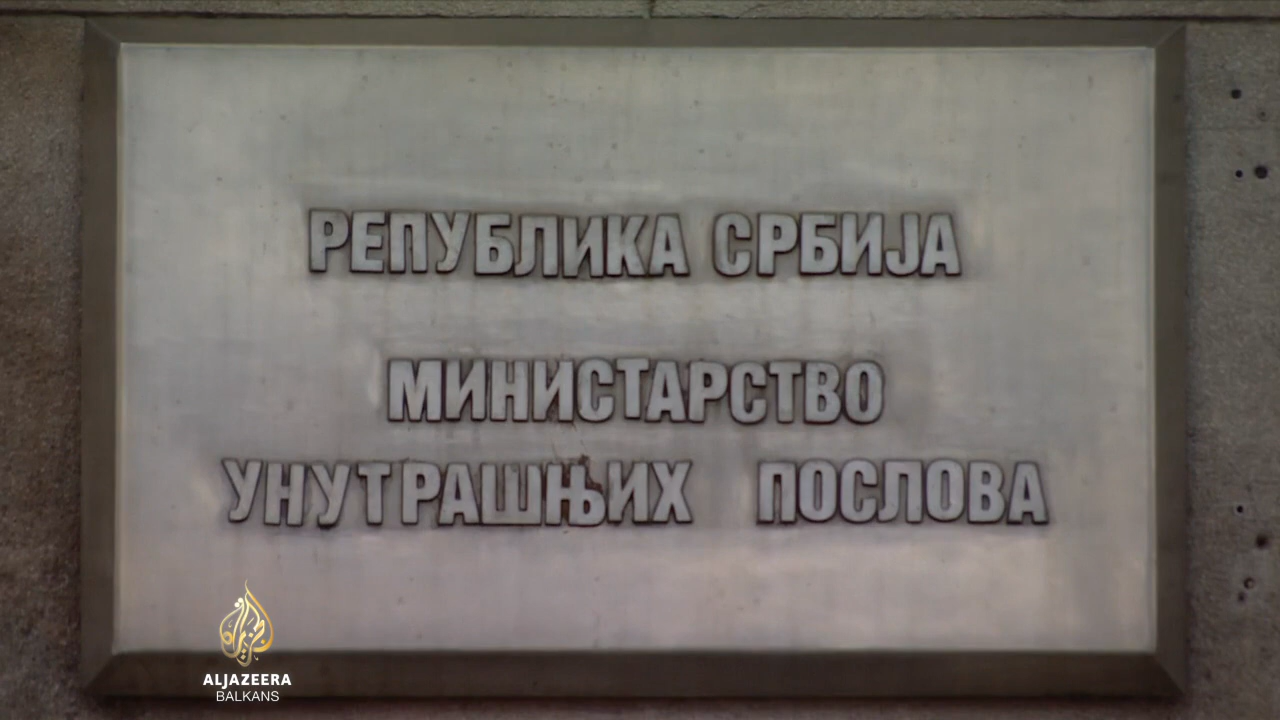 РЕПУБЛИКА СРБИЈА
МИНИСТАРСТВО
УНУТРАШЊИХ ПОСЛОВА
ALJAZEERA
BALKANS